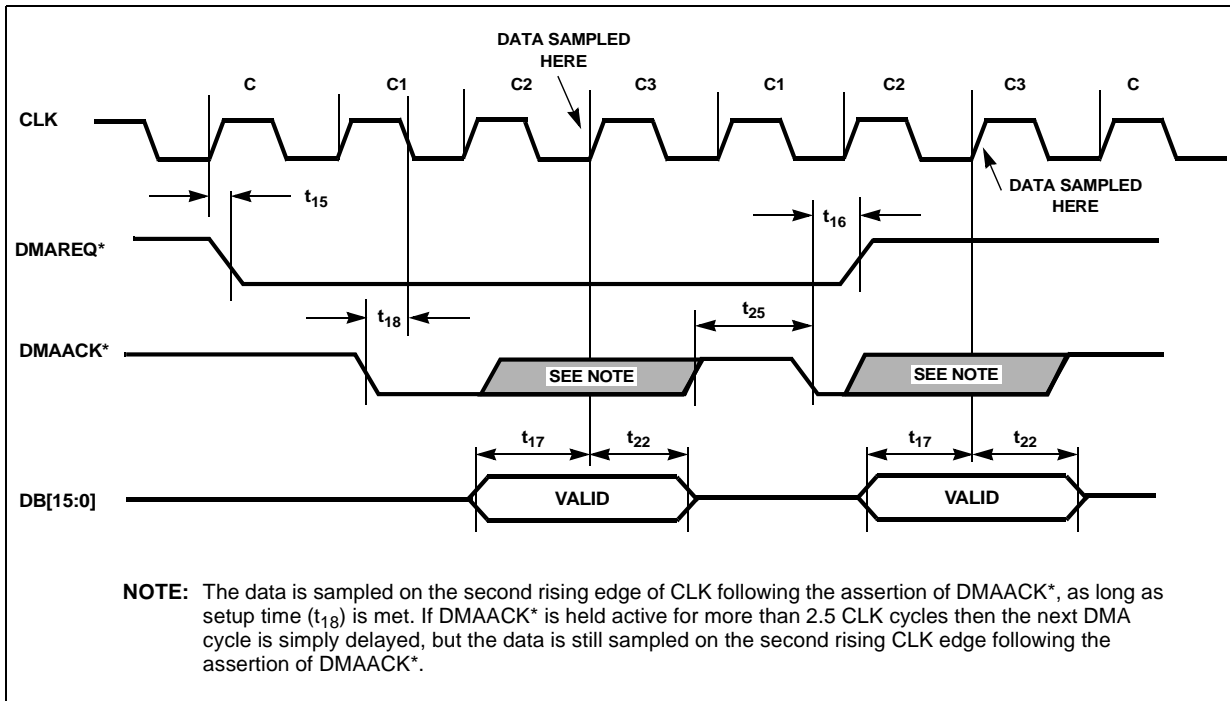 DATA SAMPLED
HERE
C C1 C2 C3 C1 C2 C3 C
CLK
DATA SAMPLED
HERE
t15
t16
DMAREQ*
t18
t25
DMAACK*
SEE NOTE
SEE NOTE
t17 t22 t17 t22
DB[15:0]
VALID
VALID
NOTE: The data is sampled on the second rising edge of CLK following the assertion of DMAACK*, as long as
setup time (t18) is met. If DMAACK* is held active for more than 2.5 CLK cycles then the next DMA
cycle is simply delayed, but the data is still sampled on the second rising CLK edge following the
assertion of DMAACK*.